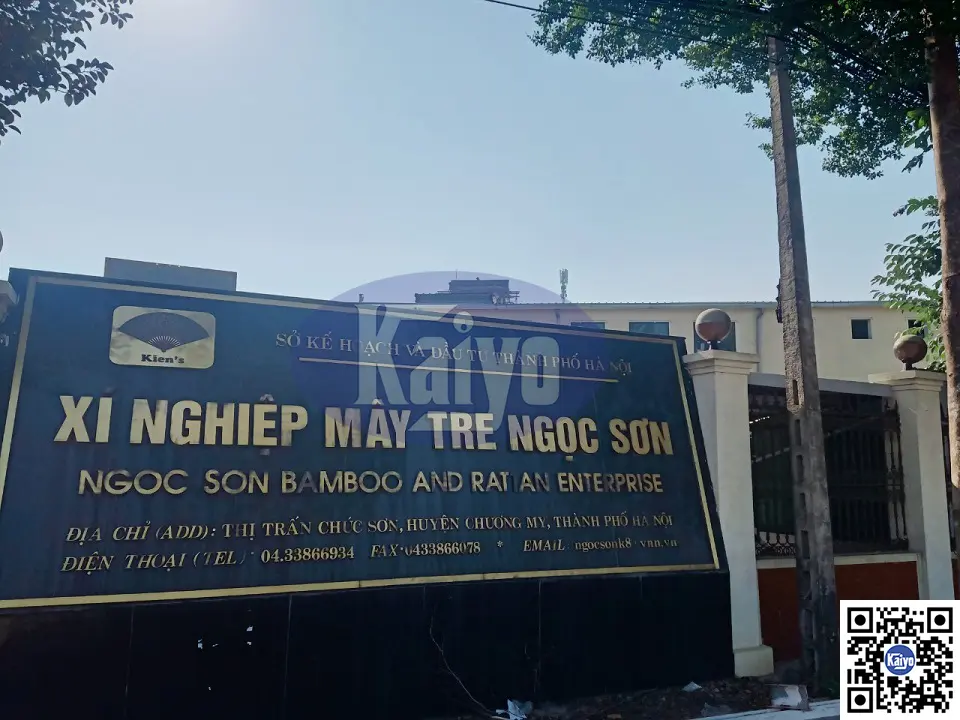 Kien's
SỞ KẾ HOẠCH VÀ ĐẦU TƯ THÀNH PHỐ HÀ NỘI
Kaiyo
XÍ NGHIỆP MÂY TRE NGỌC SƠN
NGOC SON BAMBOO AND RATTAN ENTERPRISE
ĐỊA CHỈ (ADD): THỊ TRẤN CHÚC SƠN, HUYỆN CHƯƠNG MỸ, THÀNH PHỐ HÀ NỘI
ĐIỆN THOẠI (TEL) 04.33866934 FAX:0433866078 * EMAIL: ngocsonk8 vnn.vn
Kaiyo